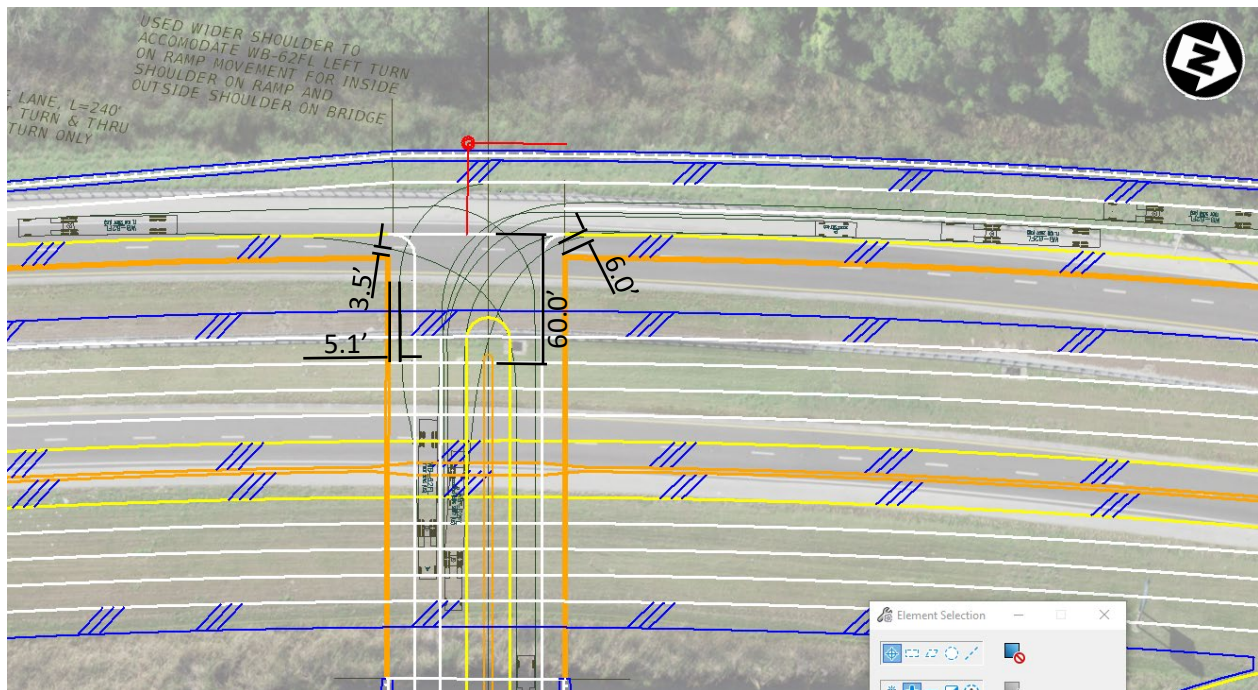 USED WIDER SHOULDER TO
ACCOMODATE WB-62FL LEFT TURN
ON RAMP MOVEMENT FOR INSIDE
SHOULDER ON RAMP AND
OUTSIDE SHOULDER ON BRIDGE
E LANE, L=240'
TURN & THRU
TURN ONLY
N
3.5'
6.0'
60.0'
5.1'
WB-62FL
Element Selection